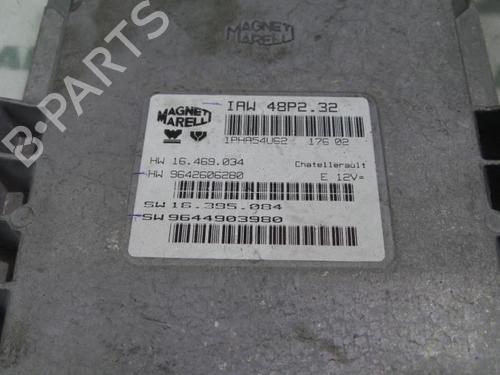 MAGNETI
MARELLI
B-PARTS
MAGNETI
MARELLI
IAW 48P2.32
1PHA54U62 176 02
HW 16.469.034 Chatellerault
HW 9642606280 E 12V=
SW 16.395.084
SW 9644903980